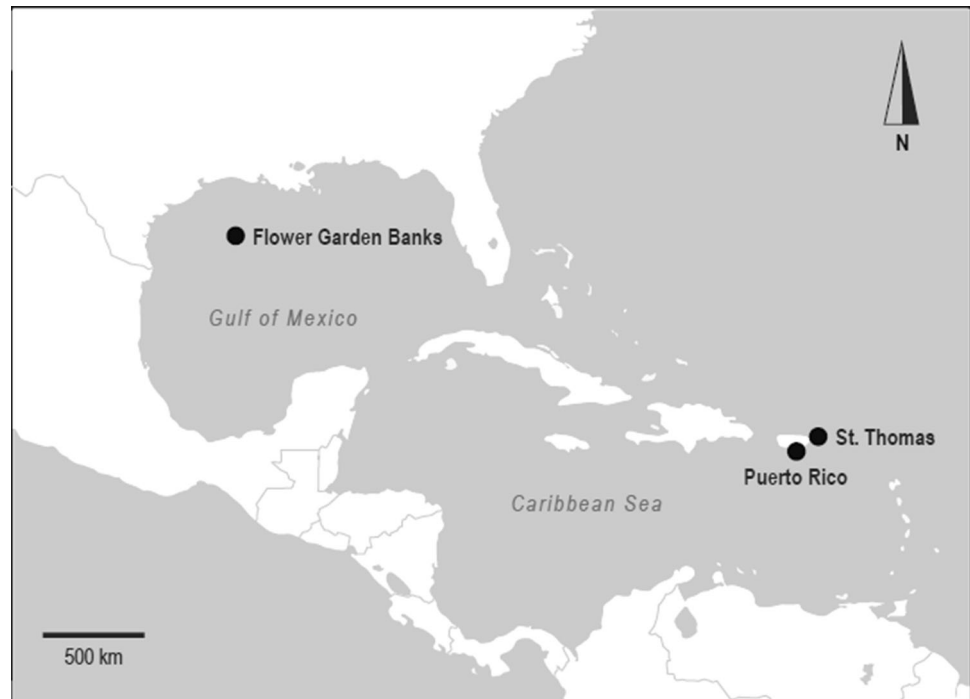 N
Flower Garden Banks
Gulf of Mexico
St. Thomas
Puerto Rico
Caribbean Sea
500 km